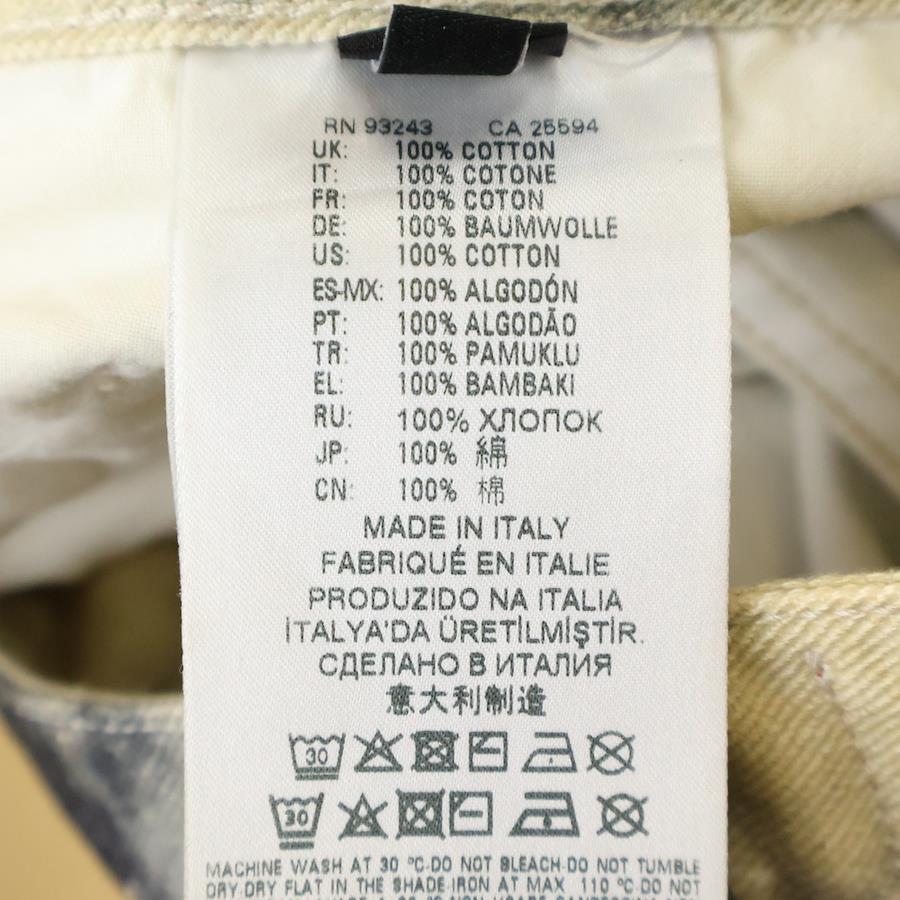 RN 93243 CA 25594
UK: 100% COTTON
IT: 100% COTONE
FR: 100% COTON
DE: 100% BAUMWOLLE
US: 100% COTTON
ES-MX: 100% ALGODÓN
PT: 100% ALGODÃO
TR: 100% PAMUKLU
EL: 100% BAMBAKI
RU: 100% ХЛОПОК
JP: 100% 綿
CN: 100% 棉
MADE IN ITALY
FABRIQUÉ EN ITALIE
PRODUZIDO NA ITALIA
İTALYA'DA ÜRETİLMİŞTİR.
СДЕЛАНО В ИТАЛИЯ
意大利制造
30
30
MACHINE WASH AT 30 °C-DO NOT BLEACH-DO NOT TUMBLE
DRY-DRY FLAT IN THE SHADE-IRON AT MAX 110 °C-DO NOT